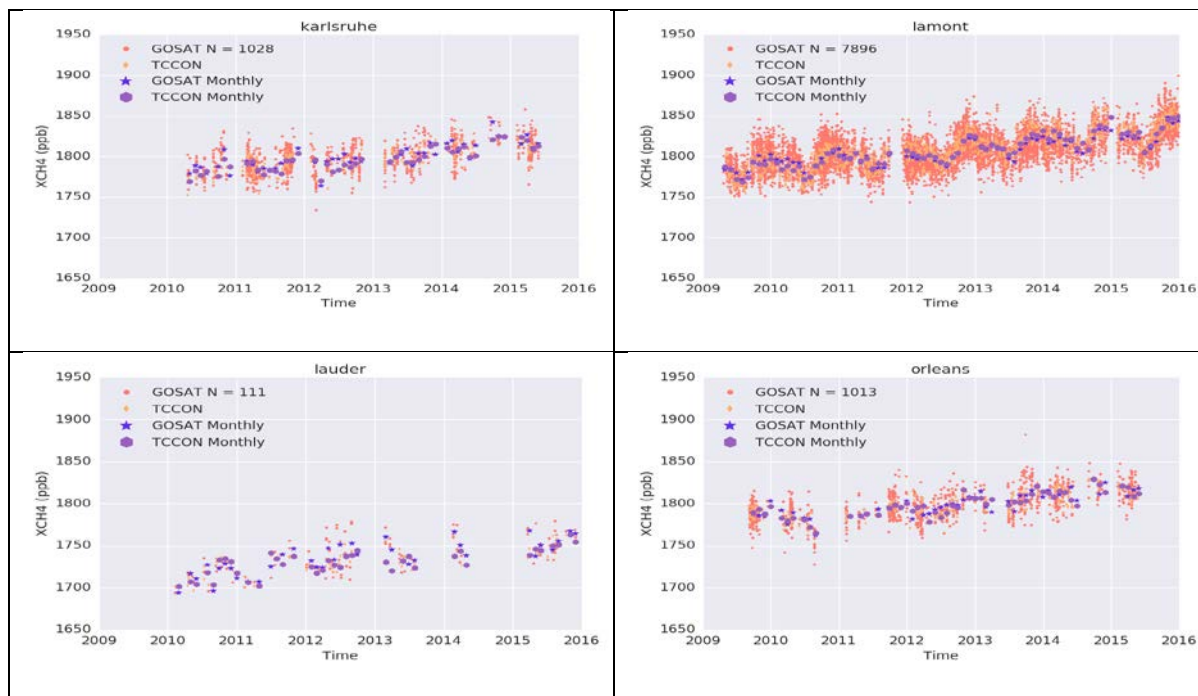 karlsruhe
1950
1900
1850
1800
1750
1700
1650
XCH4 (ppb)
GOSAT N = 1028
TCCON
GOSAT Monthly
TCCON Monthly
2009 2010 2011 2012 2013 2014 2015 2016
Time
lamont
1950
1900
1850
1800
1750
1700
1650
XCH4 (ppb)
GOSAT N = 7896
TCCON
GOSAT Monthly
TCCON Monthly
2009 2010 2011 2012 2013 2014 2015 2016
Time
lauder
1950
1900
1850
1800
1750
1700
1650
XCH4 (ppb)
GOSAT N = 111
TCCON
GOSAT Monthly
TCCON Monthly
2009 2010 2011 2012 2013 2014 2015 2016
Time
orleans
1950
1900
1850
1800
1750
1700
1650
XCH4 (ppb)
GOSAT N = 1013
TCCON
GOSAT Monthly
TCCON Monthly
2009 2010 2011 2012 2013 2014 2015 2016
Time